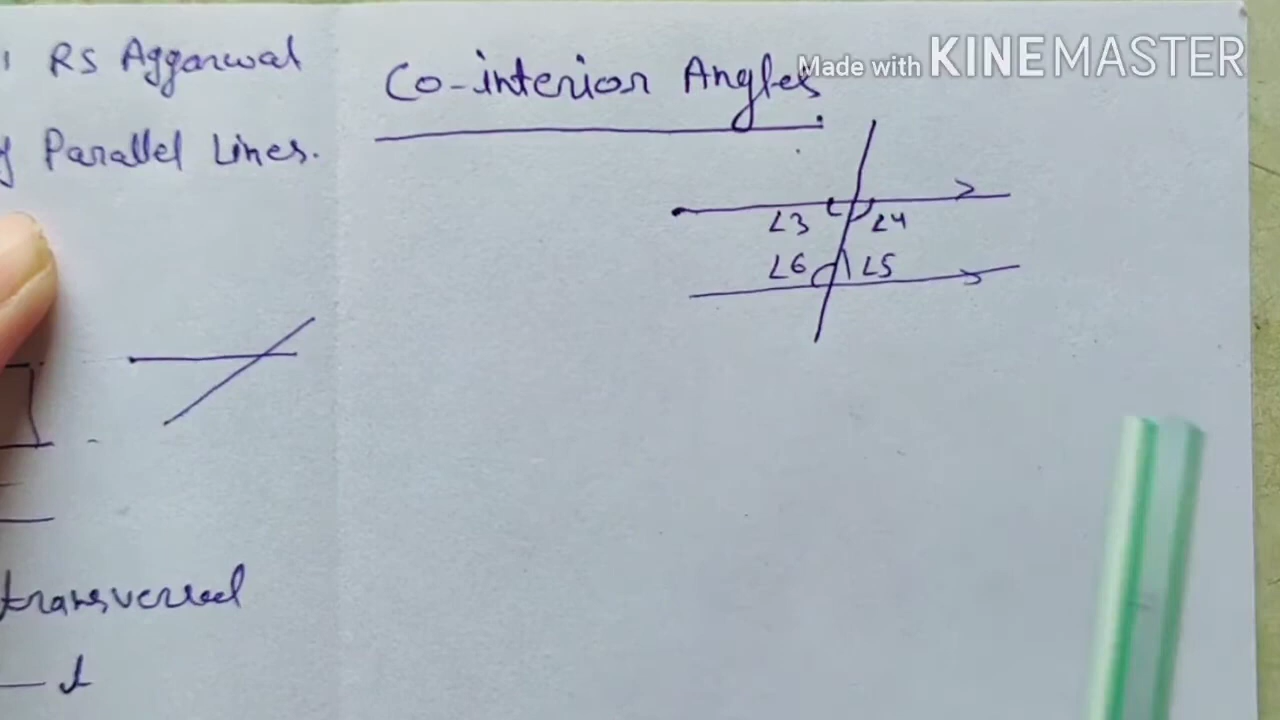 RS Aggarwal
Parallel Lines.
Co-interior Angles.
Made with KINEMASTER
∠3 ∠4
∠6 ∠5
transversal